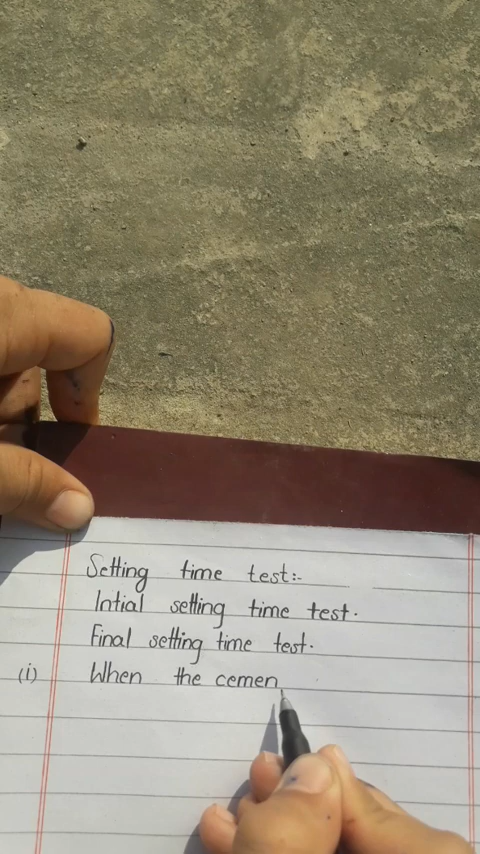 Setting time test:-
Intial setting time test.
Final setting time test.
(i) When the cemen